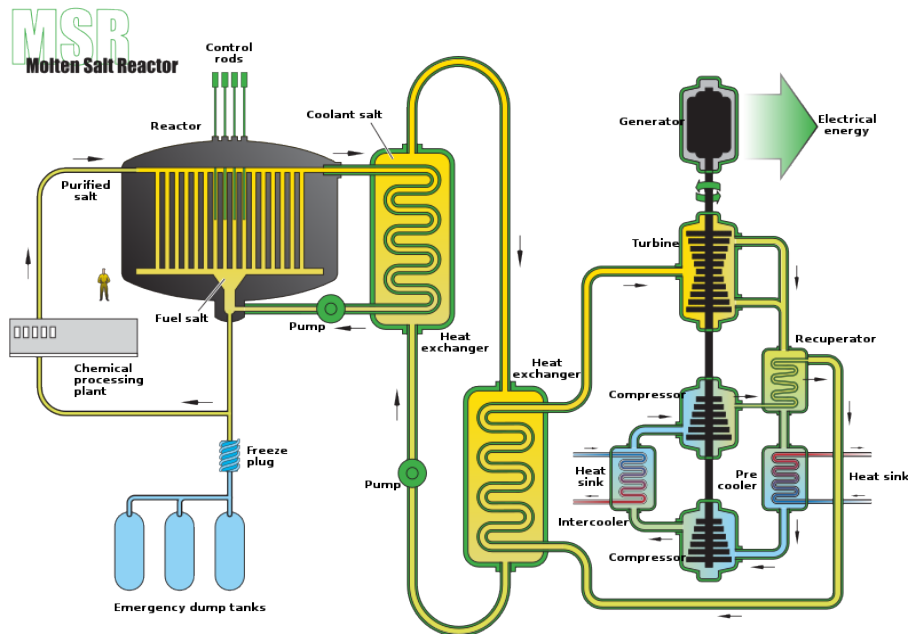 MSR
Molten Salt Reactor
Control
rods
Reactor
Coolant salt
Purified
salt
Fuel salt
Pump
Heat
exchanger
Chemical
processing
plant
Freeze
plug
Emergency dump tanks
Pump
Heat
exchanger
Generator
Electrical
energy
Turbine
Recuperator
Compressor
Heat
sink
Pre
cooler
Heat sink
Intercooler
Compressor